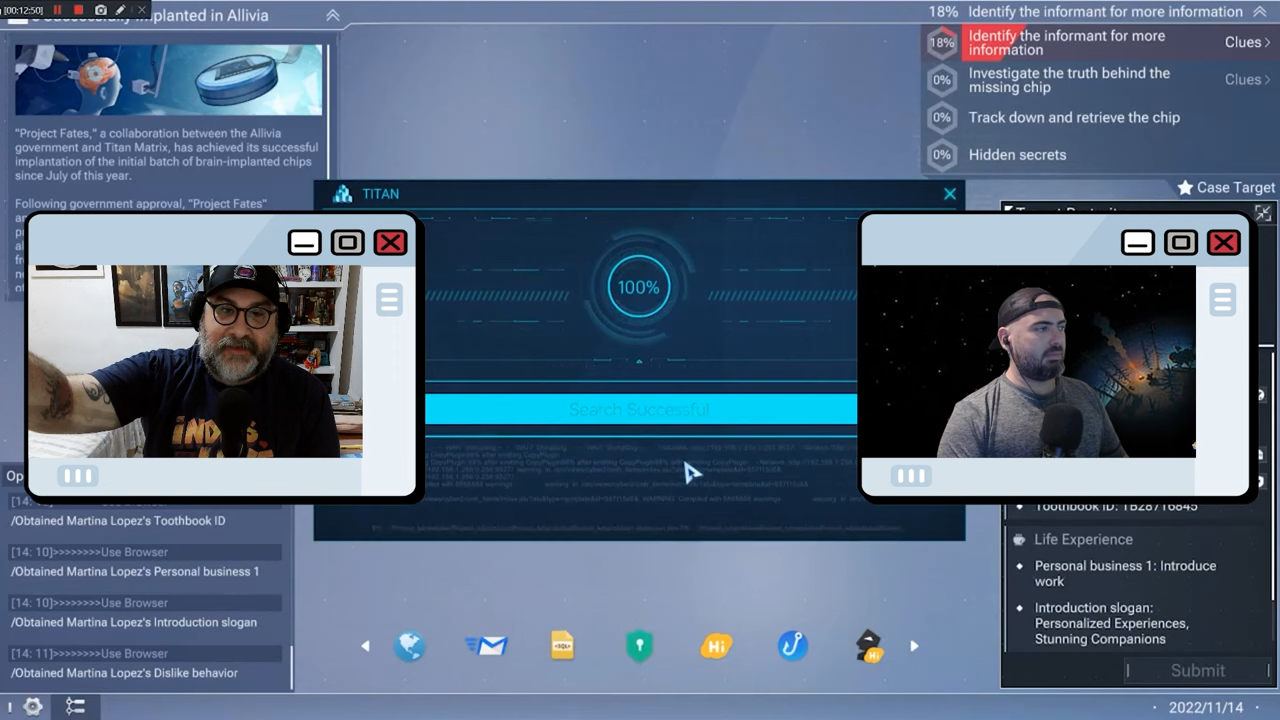 [00:12:50]
Successfully Implanted in Allivia
"Project Fates," a collaboration between the Allivia
government and Titan Matrix, has achieved its successful
implantation of the initial batch of brain-implanted chips
since July of this year.
Following government approval, "Project Fates"
18% Identify the informant for more information
18%
Identify the informant for more
information
Clues >
0%
Investigate the truth behind the
missing chip
Clues >
0%
Track down and retrieve the chip
0%
Hidden secrets
Case Target
TITAN
100%
Search Successful
INDIANA
/Obtained Martina Lopez's Toothbook ID
[14: 10]>>>>>>>>Use Browser
/Obtained Martina Lopez's Personal business 1
[14: 10]>>>>>>>>Use Browser
/Obtained Martina Lopez's Introduction slogan
[14: 11]>>>>>>>>Use Browser
/Obtained Martina Lopez's Dislike behavior
<SQL>
Hi
Hi
Toothbook ID: TB28716845
Life Experience
Personal business 1: Introduce
work
Introduction slogan:
Personalized Experiences,
Stunning Companions
Submit
2022/11/14